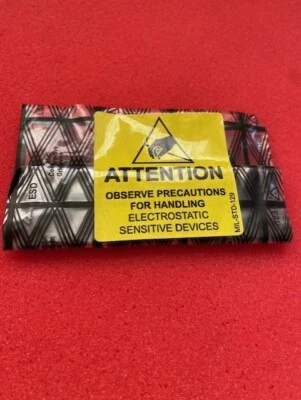 ATTENTION
OBSERVE PRECAUTIONS
FOR HANDLING
ELECTROSTATIC
SENSITIVE DEVICES
MIL-STD-129
ESD